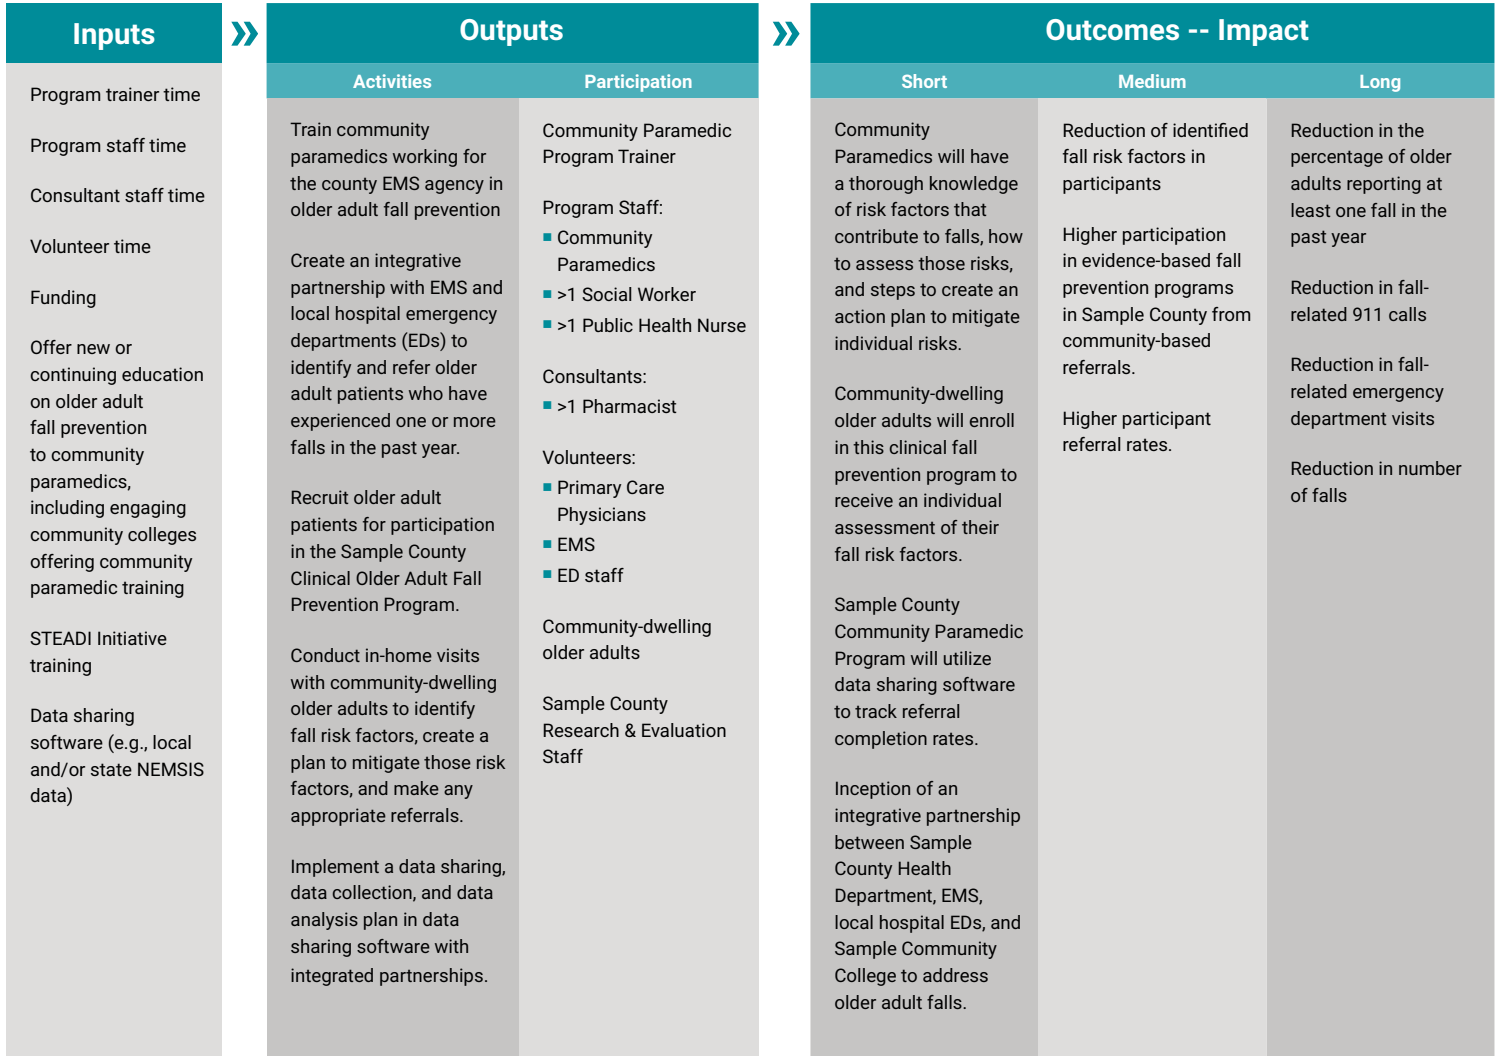 Inputs
Program trainer time
Program staff time
Consultant staff time
Volunteer time
Funding
Offer new or
continuing education
on older adult
fall prevention
to community
paramedics,
including engaging
community colleges
offering community
paramedic training
STEADI Initiative
training
Data sharing
software (e.g., local
and/or state NEMSIS
data)
Outputs
Activities
Train community
paramedics working for
the county EMS agency in
older adult fall prevention
Create an integrative
partnership with EMS and
local hospital emergency
departments (EDs) to
identify and refer older
adult patients who have
experienced one or more
falls in the past year.
Recruit older adult
patients for participation
in the Sample County
Clinical Older Adult Fall
Prevention Program.
Conduct in-home visits
with community-dwelling
older adults to identify
fall risk factors, create a
plan to mitigate those risk
factors, and make any
appropriate referrals.
Implement a data sharing,
data collection, and data
analysis plan in data
sharing software with
integrated partnerships.
Participation
Community Paramedic
Program Trainer
Program Staff:
Community
Paramedics
>1 Social Worker
>1 Public Health Nurse
Consultants:
>1 Pharmacist
Volunteers:
Primary Care
Physicians
EMS
ED staff
Community-dwelling
older adults
Sample County
Research & Evaluation
Staff
Outcomes -- Impact
Short
Community
Paramedics will have
a thorough knowledge
of risk factors that
contribute to falls, how
to assess those risks,
and steps to create an
action plan to mitigate
individual risks.
Community-dwelling
older adults will enroll
in this clinical fall
prevention program to
receive an individual
assessment of their
fall risk factors.
Sample County
Community Paramedic
Program will utilize
data sharing software
to track referral
completion rates.
Inception of an
integrative partnership
between Sample
County Health
Department, EMS,
local hospital EDs, and
Sample Community
College to address
older adult falls.
Medium
Reduction of identified
fall risk factors in
participants
Higher participation
in evidence-based fall
prevention programs
in Sample County from
community-based
referrals.
Higher participant
referral rates.
Long
Reduction in the
percentage of older
adults reporting at
least one fall in the
past year
Reduction in fall-
related 911 calls
Reduction in fall-
related emergency
department visits
Reduction in number
of falls